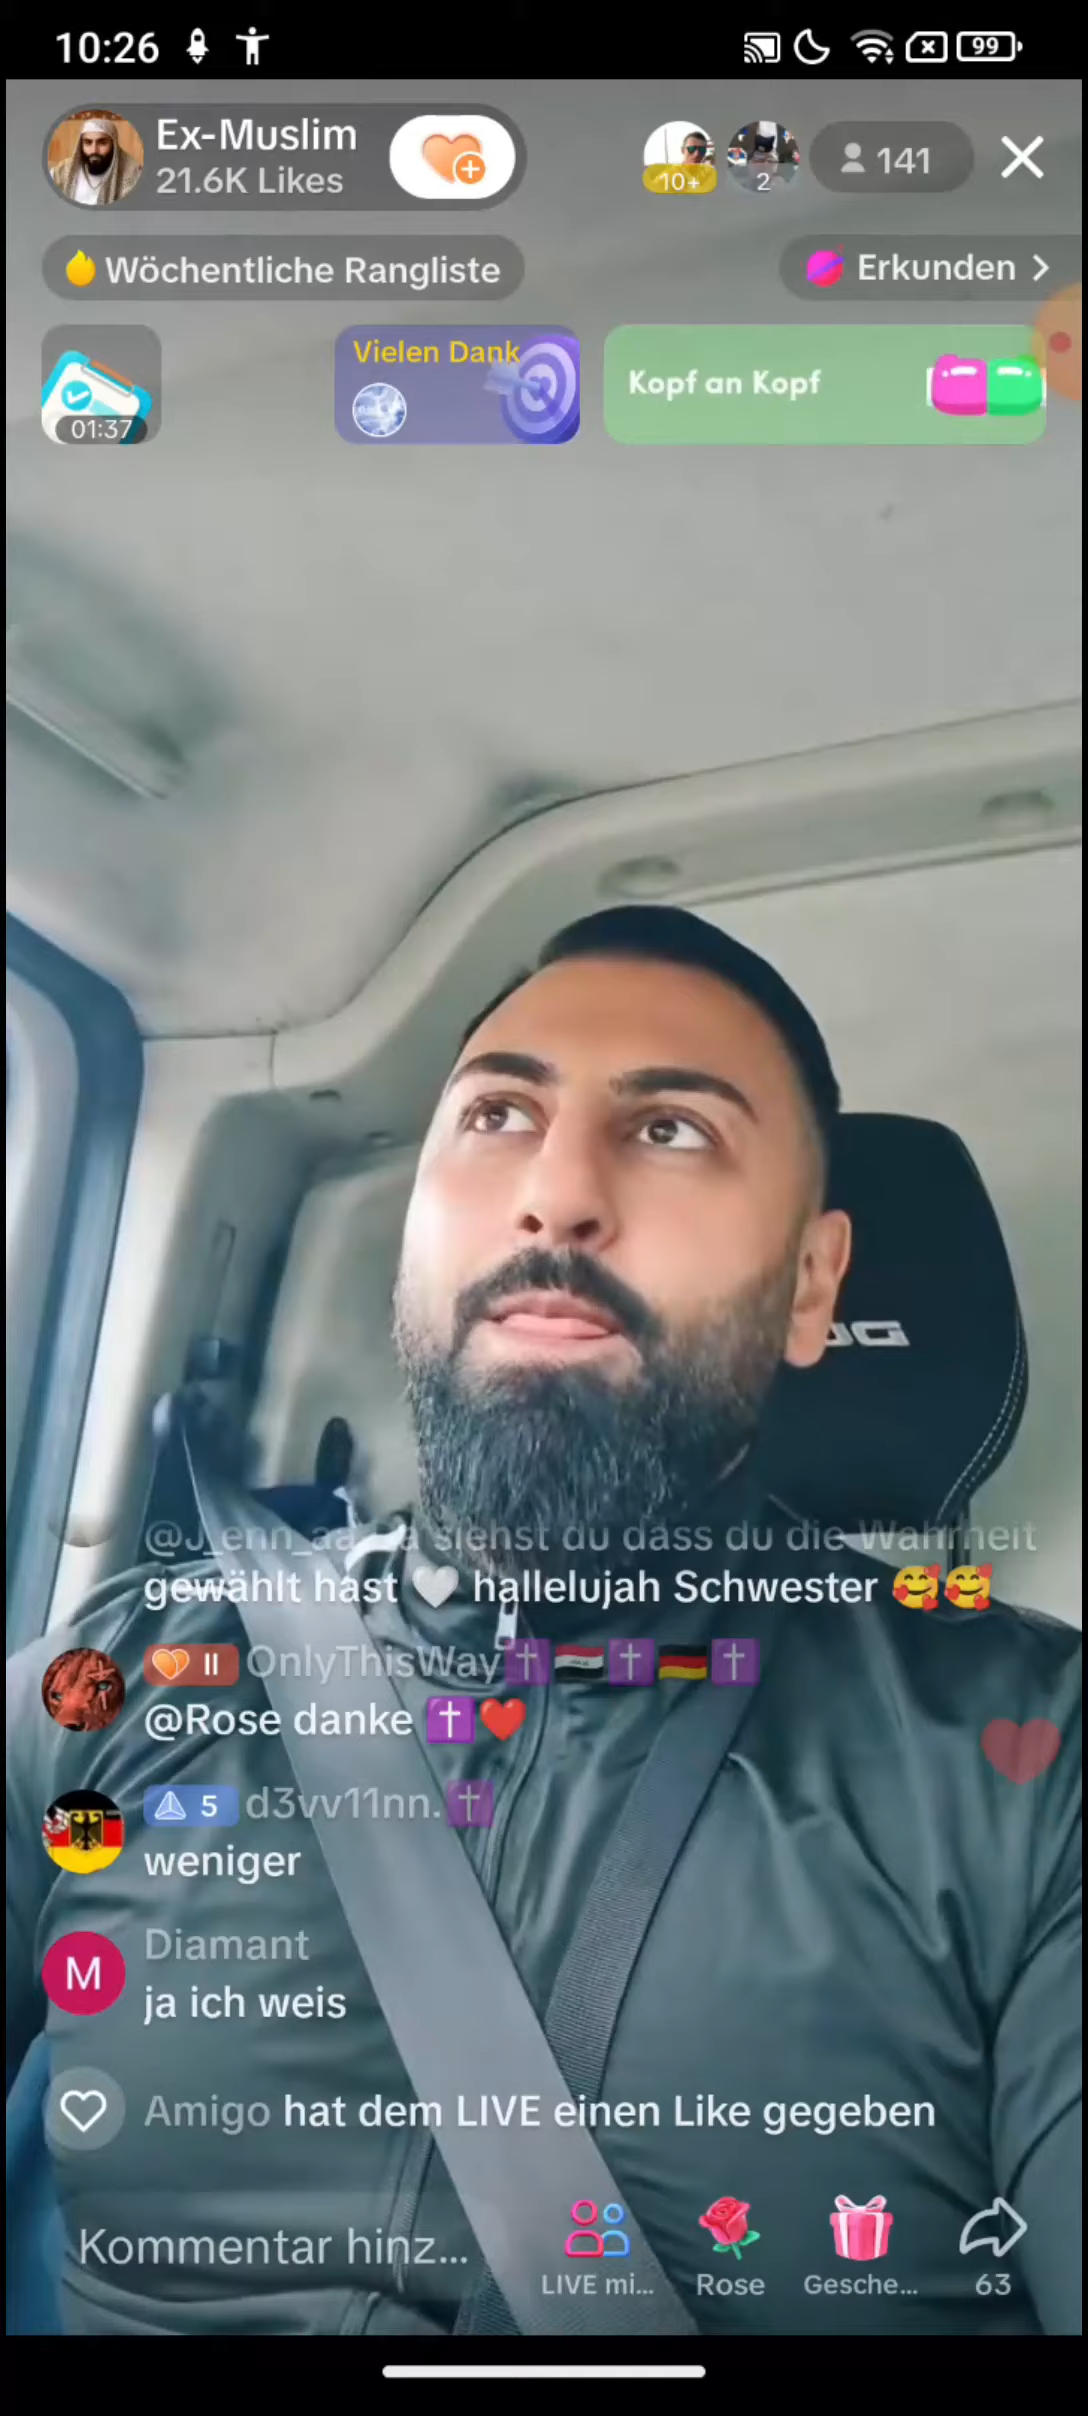 10:26
99
Ex-Muslim
21.6K Likes
10+
2
141
Wöchentliche Rangliste
Erkunden
01:37
Vielen Dank
Kopf an Kopf
siehst du dass du die Wahrheit
gewählt hast 🤍 hallelujah Schwester 🥰🥰
II OnlyThisWay✝️🇮🇶✝️🇩🇪✝️
@Rose danke ✝️❤️
5 d3vv11nn.✝️
weniger
M
Diamant
ja ich weis
Amigo hat dem LIVE einen Like gegeben
Kommentar hinz...
LIVE mi...
Rose
Gesche...
63